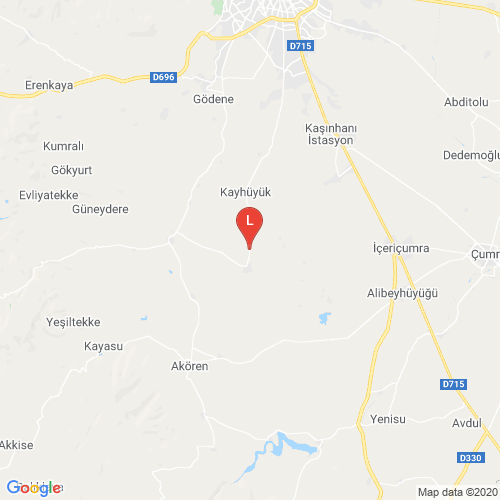 D715
D696
Erenkaya
Gödene
Abditolu
Kaşınhanı
İstasyon
Kumralı
Dedemoğlu
Gökyurt
Evliyatekke
Kayhüyük
Güneydere
L
İçeriçumra
Çumr
Alibeyhüyüğü
Yeşiltekke
Kayasu
Akören
D715
Yenisu
Avdul
Akkise
D330
Google
Map data ©2020